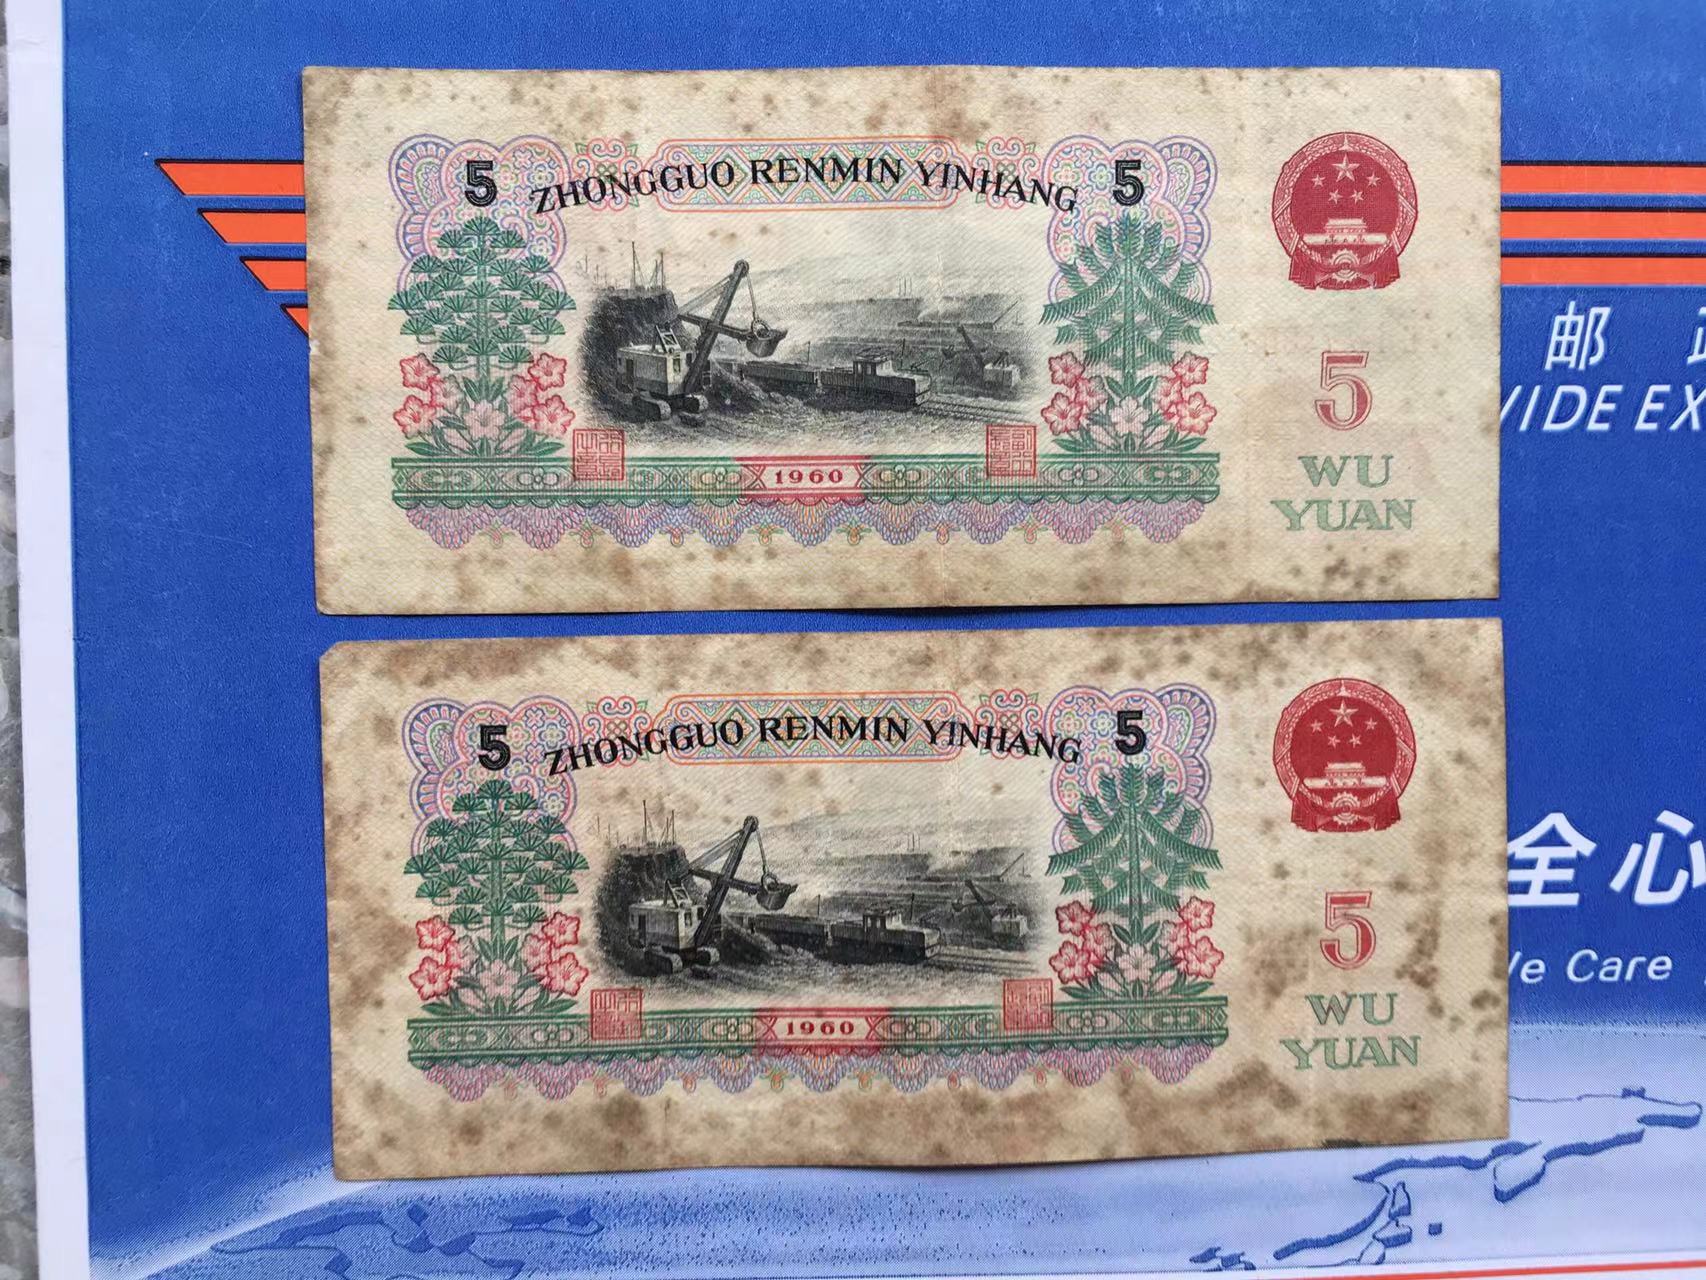 5 ZHONGGUO RENMIN YINHANG 5
1960
5
WU
YUAN
5 ZHONGGUO RENMIN YINHANG 5
1960
5
WU
YUAN
邮
WIDE EX
全心
We Care